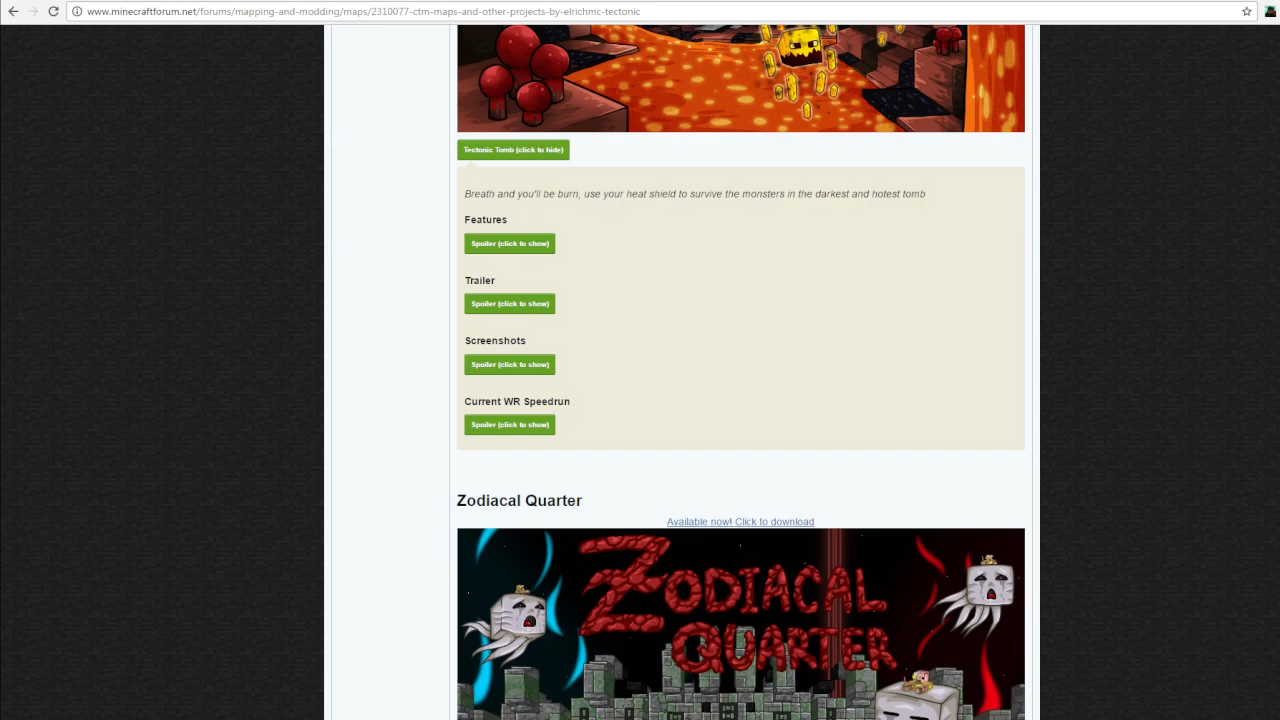 www.minecraftforum.net/forums/mapping-and-modding/maps/2310077-ctm-maps-and-other-projects-by-elrichmc-tectonic
Tectonic Tomb (click to hide)
Breath and you'll be burn, use your heat shield to survive the monsters in the darkest and hotest tomb
Features
Spoiler (click to show)
Trailer
Spoiler (click to show)
Screenshots
Spoiler (click to show)
Current WR Speedrun
Spoiler (click to show)
Zodiacal Quarter
Available now! Click to download
ZODIACAL
QUARTER